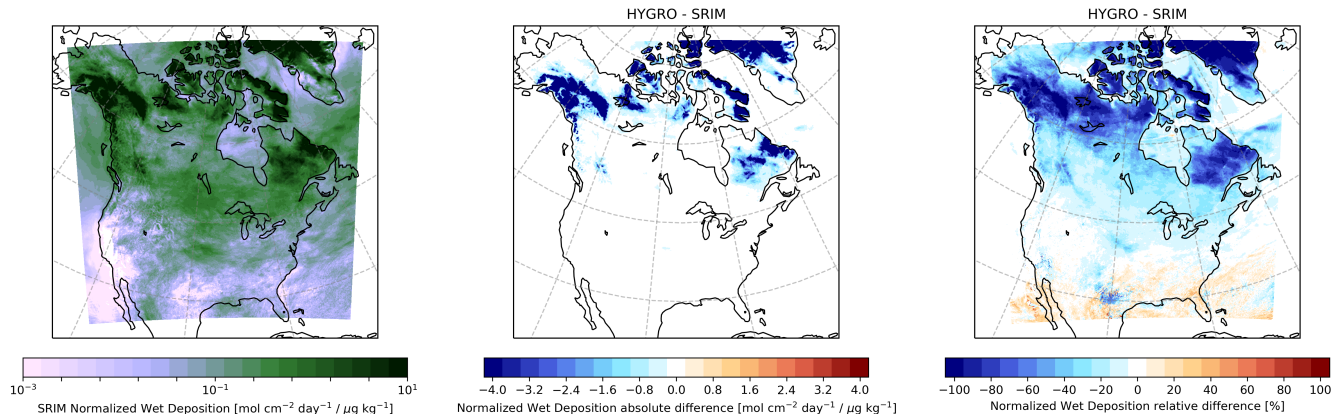 HYGRO - SRIM
HYGRO - SRIM
10⁻³ 10⁻¹ 10¹
SRIM Normalized Wet Deposition [mol cm⁻² day⁻¹ / μg kg⁻¹]
−4.0 −3.2 −2.4 −1.6 −0.8 0.0 0.8 1.6 2.4 3.2 4.0
Normalized Wet Deposition absolute difference [mol cm⁻² day⁻¹ / μg kg⁻¹]
−100 −80 −60 −40 −20 0 20 40 60 80 100
Normalized Wet Deposition relative difference [%]